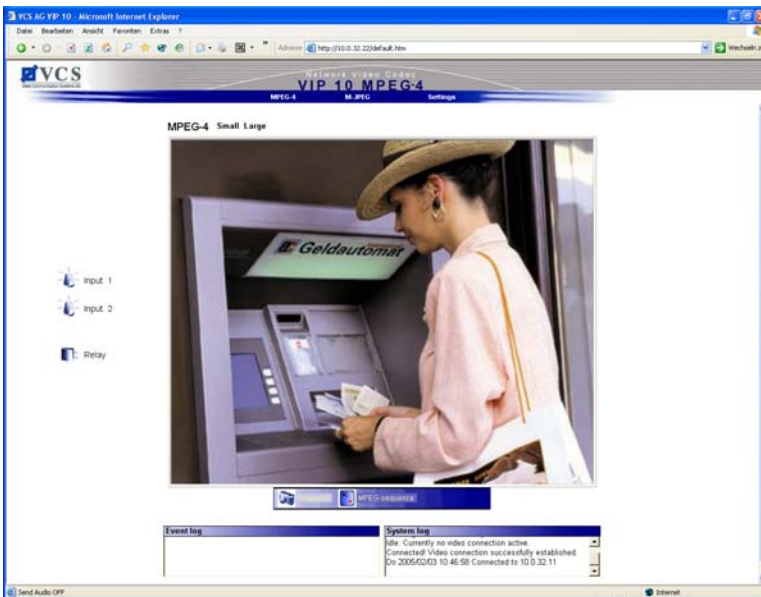 VCS AG VIP 10 - Microsoft Internet Explorer
Datei Bearbeiten Ansicht Favoriten Extras ?
Adresse http://10.0.32.22/default.htm Wechseln z
VCS
Network Video Codec
VIP 10 MPEG-4
MPEG-4 M-JPEG Settings
MPEG-4 Small Large
Geldautomat
Input 1
Input 2
Relay
MPEG-sequence
Event log System log
Idle. Currently no video connection active.
Connected! Video connection successfully established.
Do 2005/02/03 10:46:58 Connected to 10.0.32.11
Send Audio OFF Internet